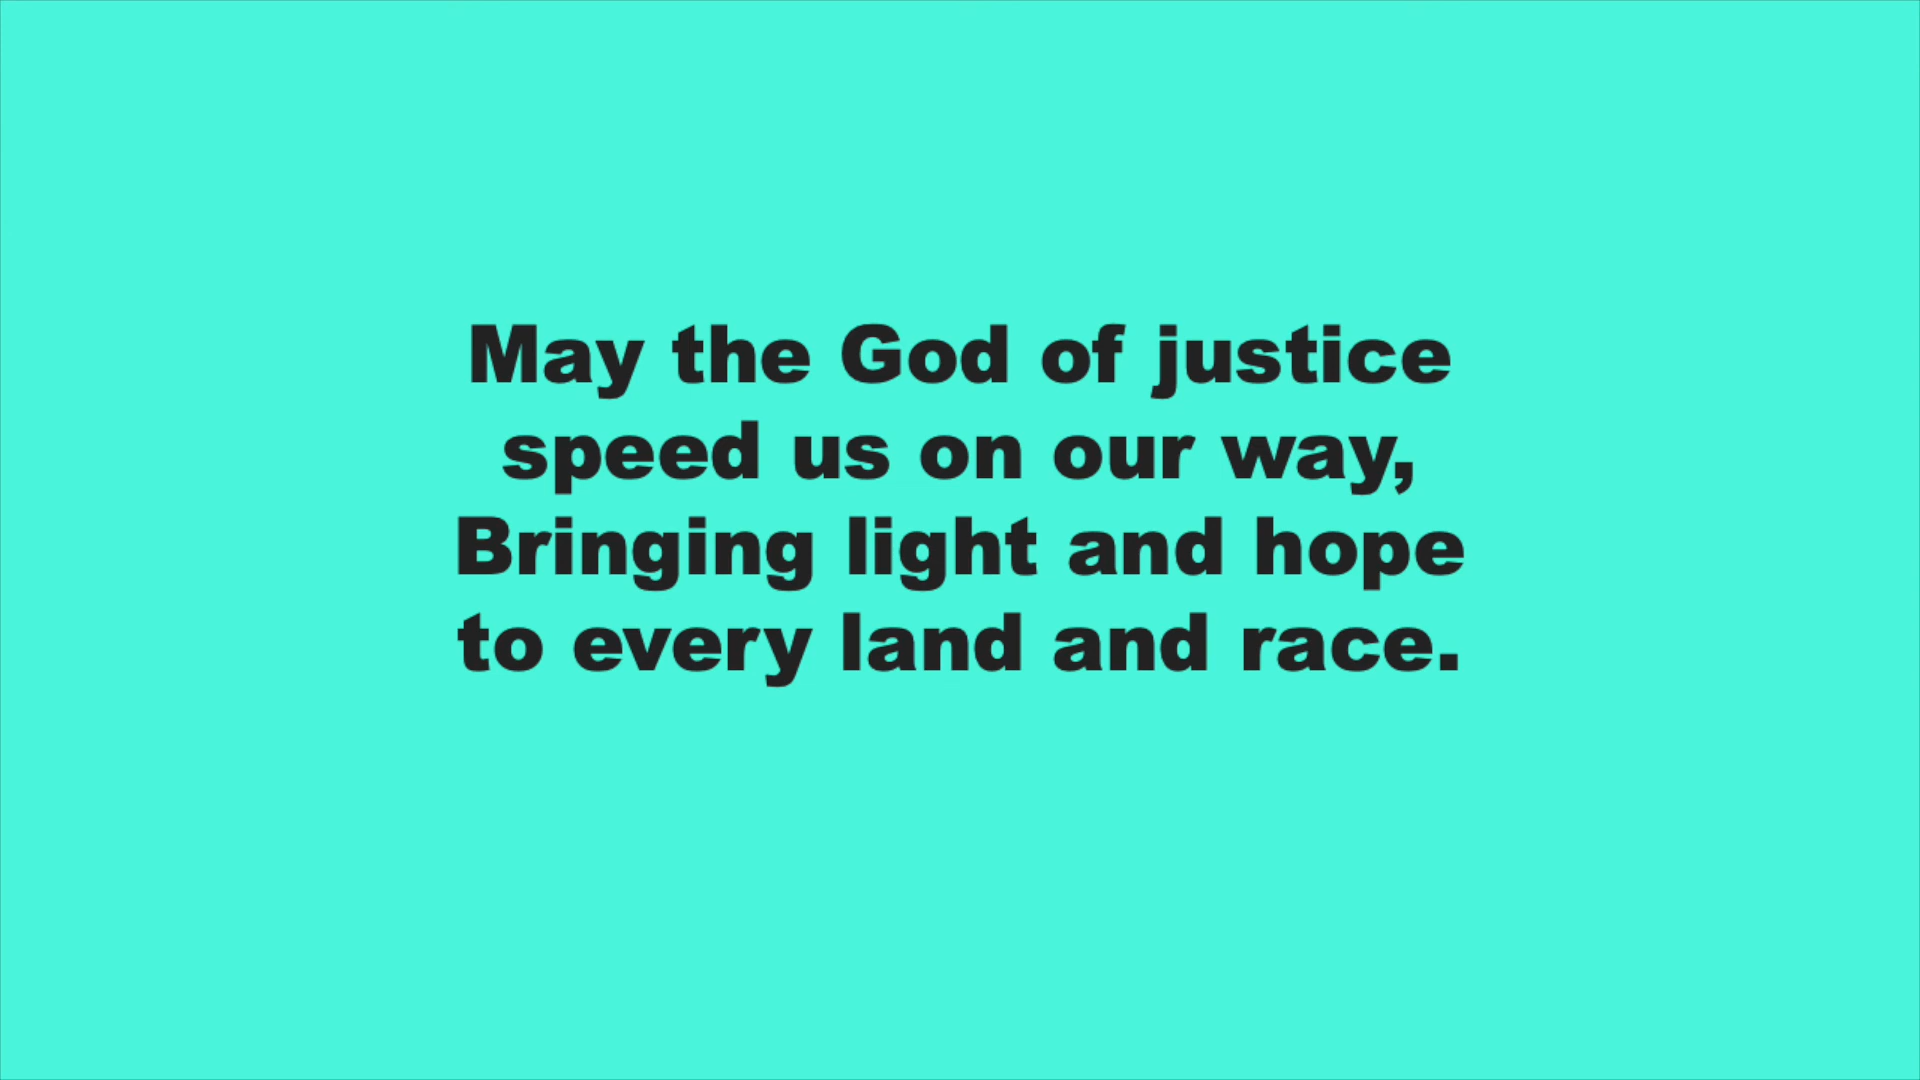 May the God of justice
speed us on our way,
Bringing light and hope
to every land and race.